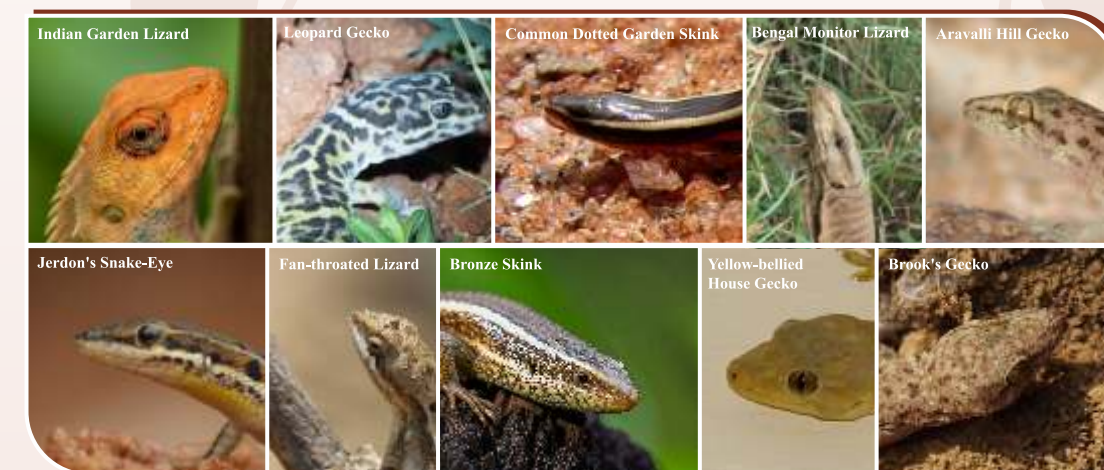 Indian Garden Lizard
Leopard Gecko
Common Dotted Garden Skink
Bengal Monitor Lizard
Aravalli Hill Gecko
Jerdon's Snake-Eye
Fan-throated Lizard
Bronze Skink
Yellow-bellied
House Gecko
Brook's Gecko